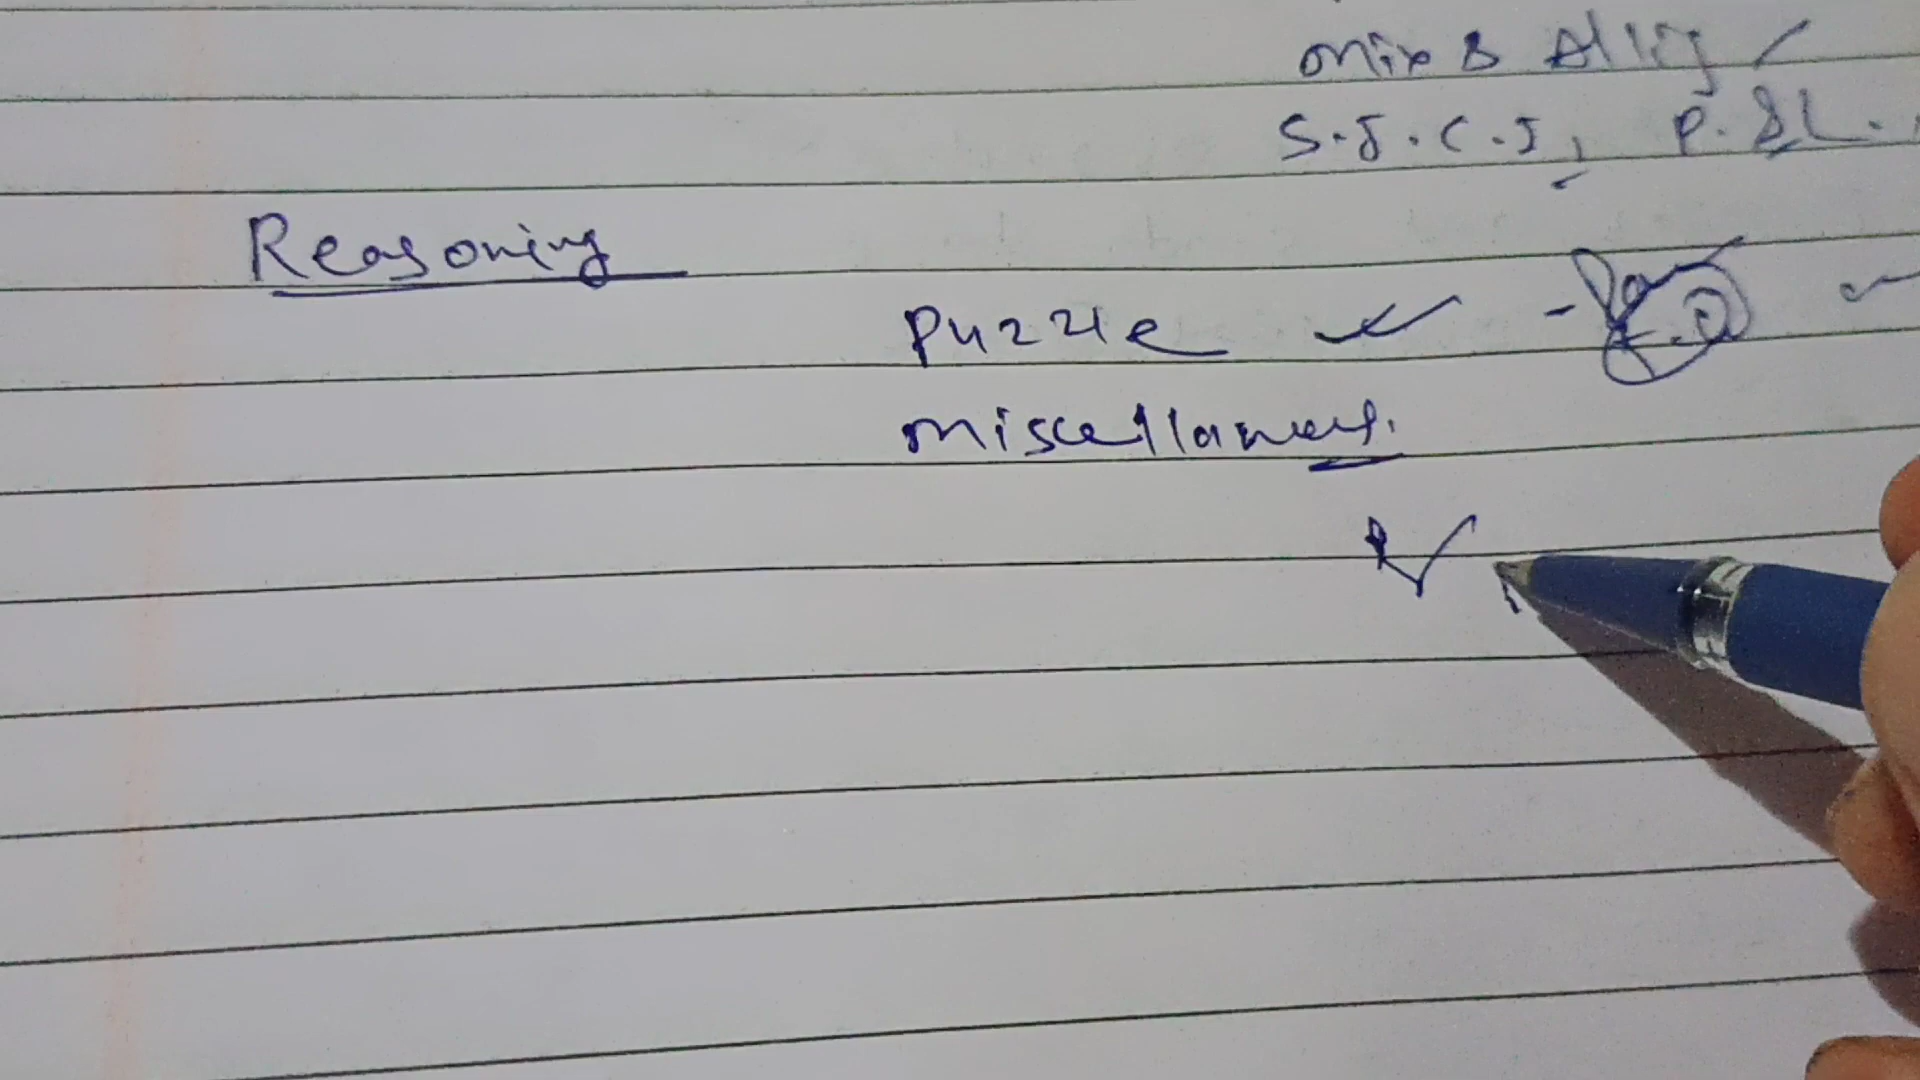 Mix & Allig
S.I.C.I, P.&L.
Reasoning
Puzzle
Miscellaneous.